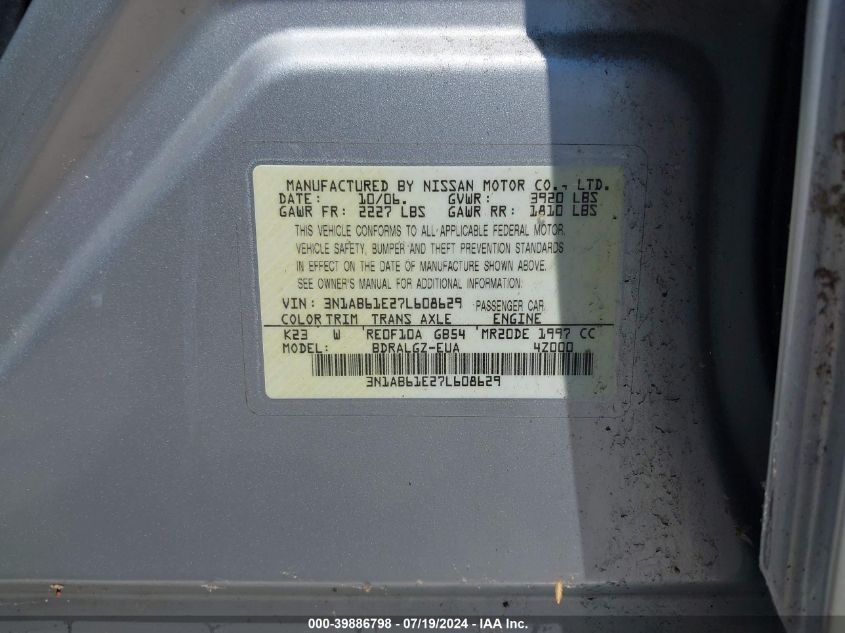 MANUFACTURED BY NISSAN MOTOR CO., LTD.
DATE: 10/06. GVWR: 3920 LBS
GAWR FR: 2227 LBS GAWR RR: 1810 LBS
THIS VEHICLE CONFORMS TO ALL APPLICABLE FEDERAL MOTOR
VEHICLE SAFETY, BUMPER AND THEFT PREVENTION STANDARDS
IN EFFECT ON THE DATE OF MANUFACTURE SHOWN ABOVE.
SEE OWNER'S MANUAL FOR ADDITIONAL INFORMATION.
VIN: 3N1AB61E27L608629 PASSENGER CAR
COLOR TRIM TRANS AXLE ENGINE
K23 W RE0F10A GB54 MR20DE 1997 CC
MODEL: BDRALGZ-EUA 4Z000
3N1AB61E27L608629
000-39886798 - 07/19/2024 - IAA Inc.